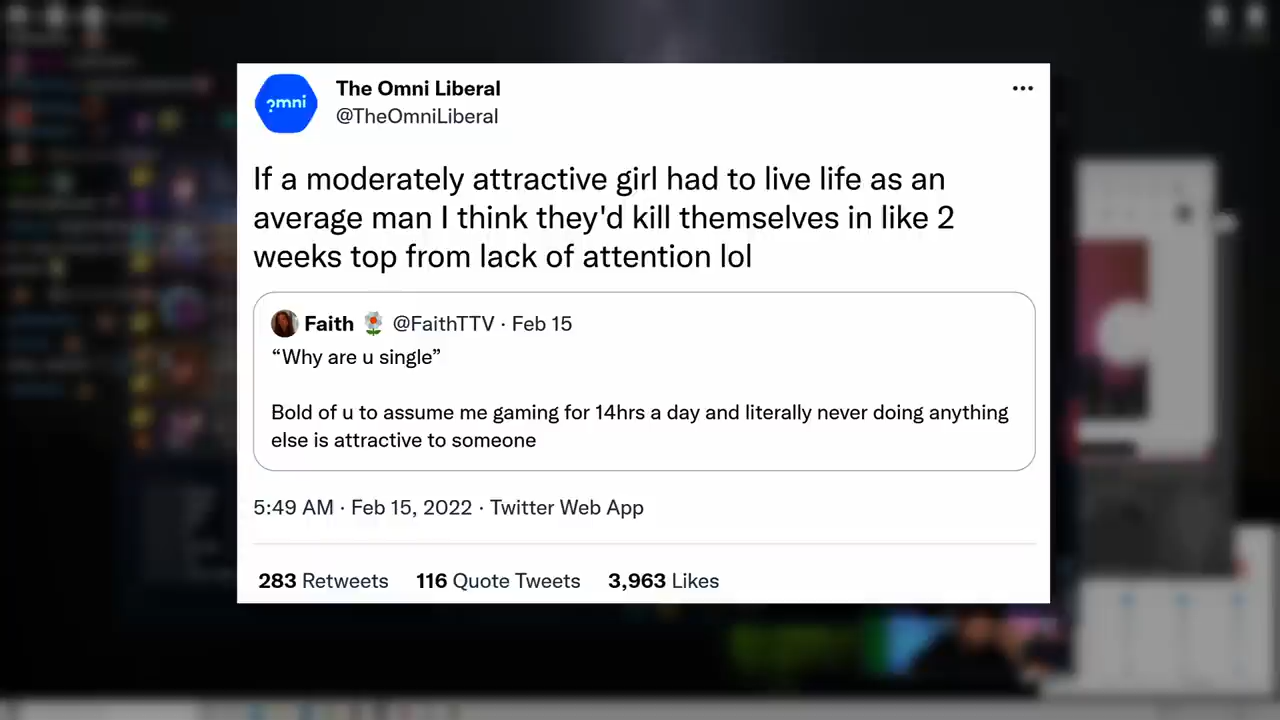 The Omni Liberal
@TheOmniLiberal
omni
If a moderately attractive girl had to live life as an
average man I think they'd kill themselves in like 2
weeks top from lack of attention lol
Faith @FaithTTV · Feb 15
“Why are u single”
Bold of u to assume me gaming for 14hrs a day and literally never doing anything
else is attractive to someone
5:49 AM · Feb 15, 2022 · Twitter Web App
283 Retweets 116 Quote Tweets 3,963 Likes